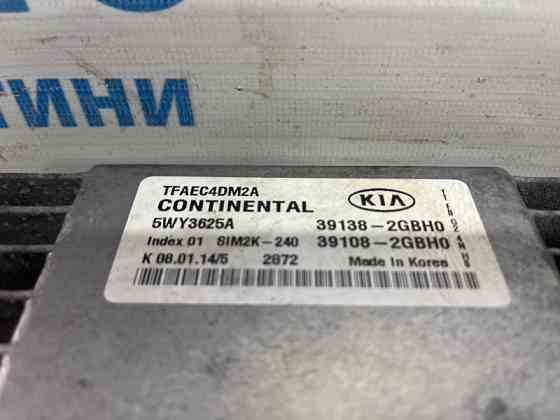 ТИНИ
TFAEC4DM2A
CONTINENTAL
KIA
5WY3625A
39138-2GBH0
Index 01 SIM2K-240
39108-2GBH0
K 08.01.14/5
2872
Made in Korea